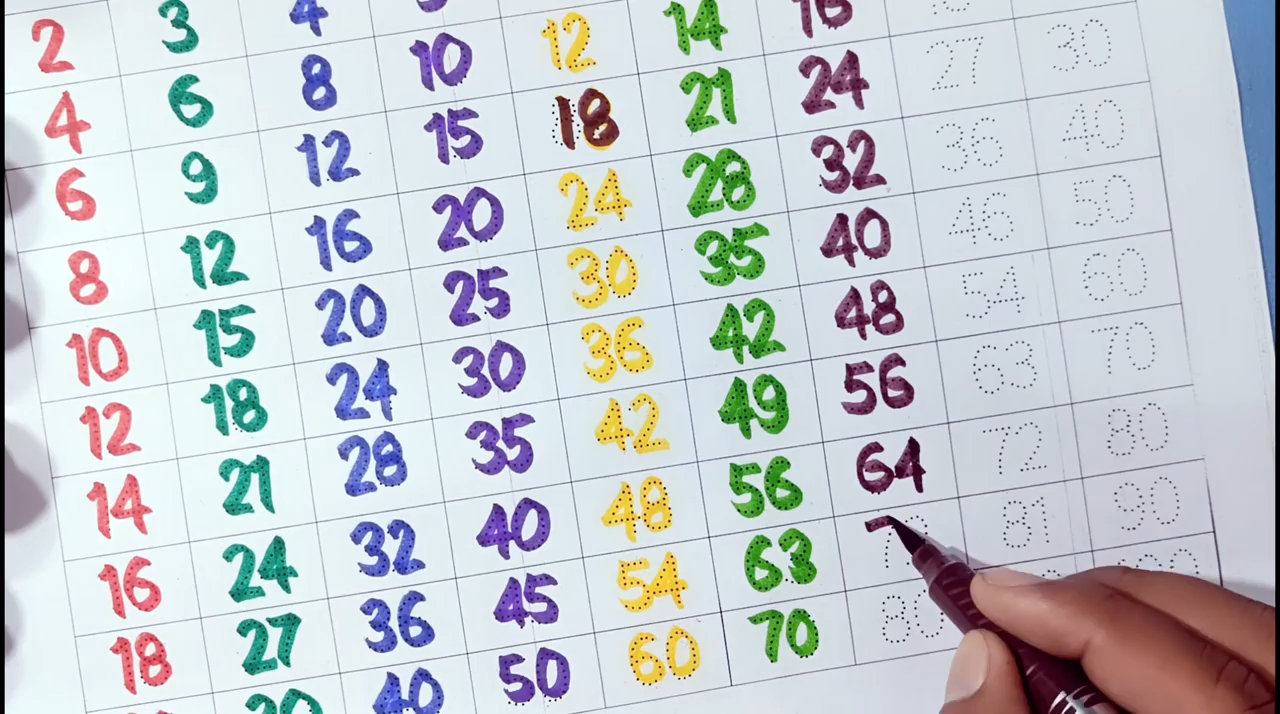 2 3 4
4 6 8 10 12 14 16
6 9 12 15 18 21 24 27 30
8 12 16 20 24 28 32 36 40
10 15 20 25 30 35 40 46 50
12 18 24 30 36 42 48 54 60
14 21 28 35 42 49 56 63 70
16 24 32 40 48 56 64 72 80
18 27 36 45 54 63 81 90
30 40 50 60 70 80